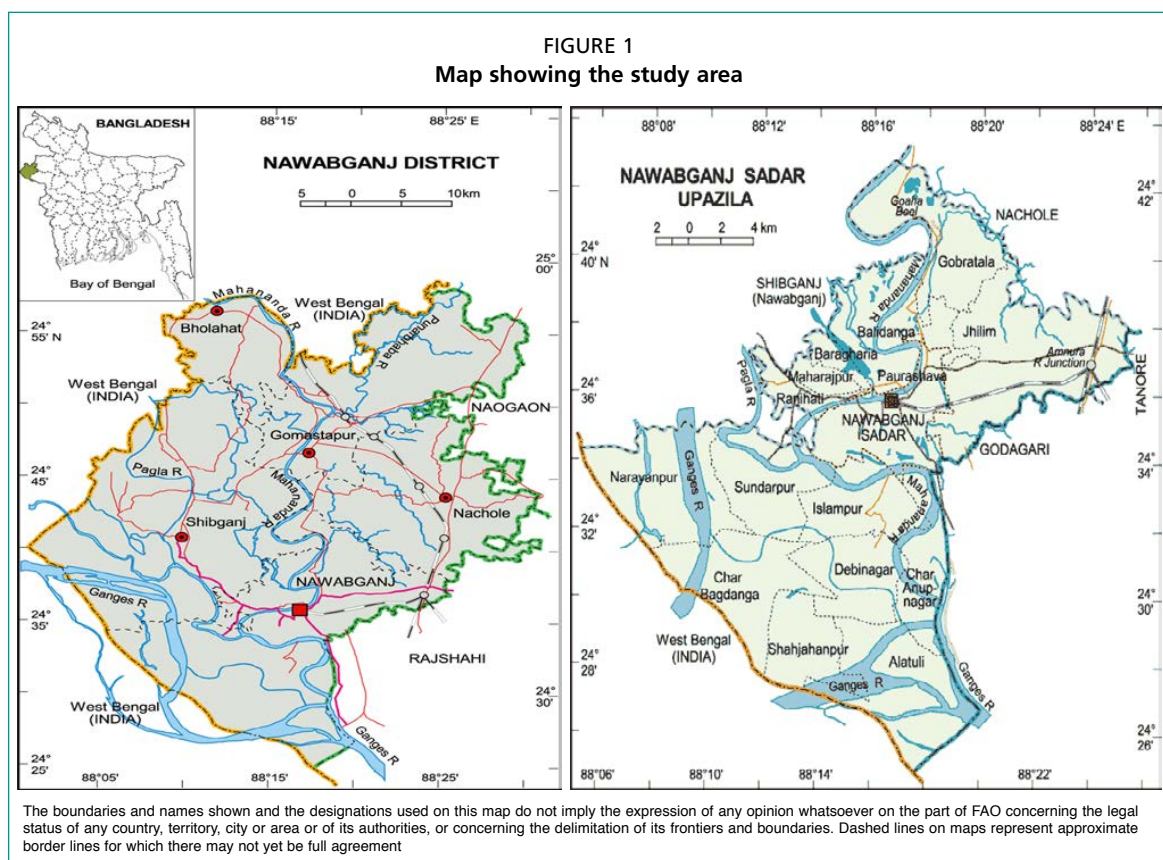 FIGURE 1
Map showing the study area
BANGLADESH
Bay of Bengal
88°15'
88°25' E
NAWABGANJ DISTRICT
5 0 5 10km
25°
00'
Mahananda R
West Bengal
(INDIA)
Punarbhaba R
24°
55' N
Bholahat
West Bengal
(INDIA)
NAOGAON
Gomastapur
24°
45'
Pagla R
Mahananda R
Nachole
Shibganj
NAWABGANJ
Ganges R
24°
35'
RAJSHAHI
24°
30'
West Bengal
(INDIA)
Ganges R
24°
25'
88°05'
88°15'
88°25'
88°08'
88°12'
88°16'
88°20'
88°24' E
NAWABGANJ SADAR
UPAZILA
2 0 2 4 km
24°
42'
Beel
NACHOLE
24°
40' N
Gobratala
Mahananda R
SHIBGANJ
(Nawabganj)
Balidanga
Jhilim
Baragharia
Amnura
R Junction
Pagla R
Maharajpur
Paurashava
Ranihati
24°
36'
NAWABGANJ
SADAR
TANORE
GODAGARI
24°
34'
Narayanpur
Ganges R
Sundarpur
Islampur
Mahananda R
24°
32'
Debinagar
Char
Bagdanga
Char
Anup-
nagar
24°
30'
West Bengal
(INDIA)
Shahjahanpur
Alatuli
24°
28'
Ganges R
Ganges R
24°
26'
88°06'
88°10'
88°14'
88°22'
The boundaries and names shown and the designations used on this map do not imply the expression of any opinion whatsoever on the part of FAO concerning the legal
status of any country, territory, city or area or of its authorities, or concerning the delimitation of its frontiers and boundaries. Dashed lines on maps represent approximate
border lines for which there may not yet be full agreement